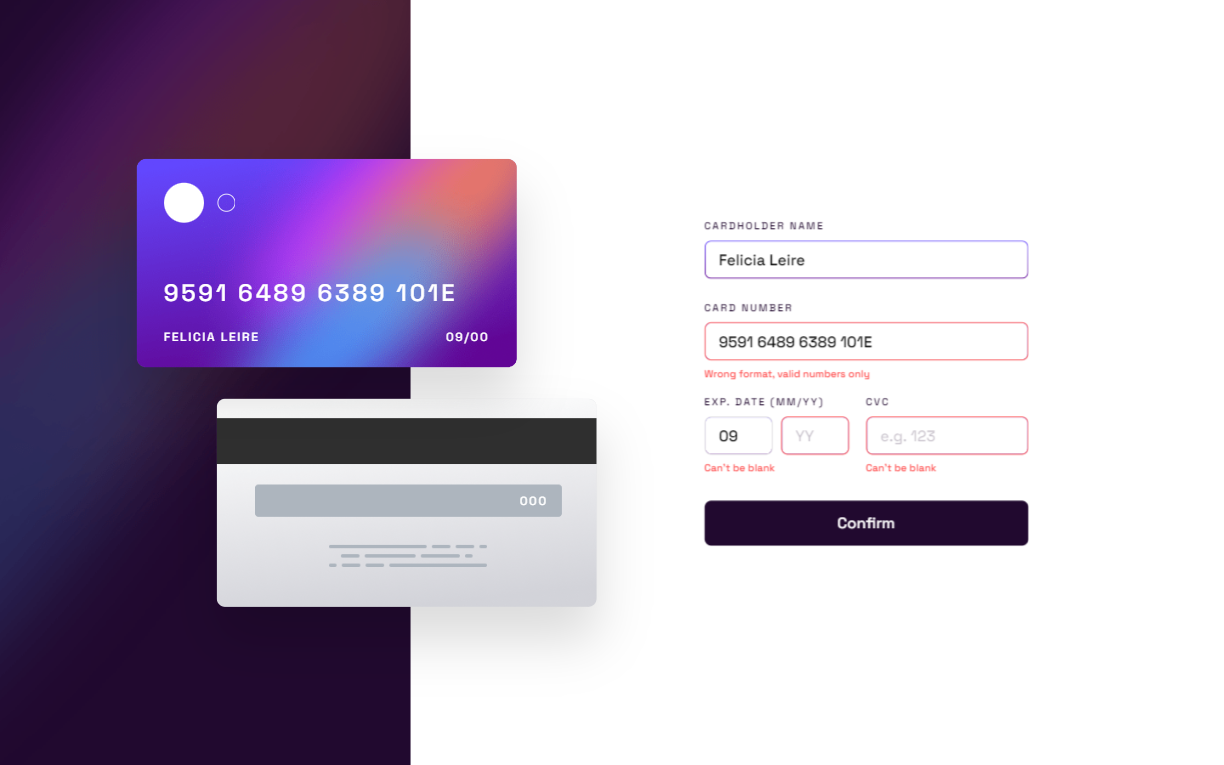 9591 6489 6389 101E
FELICIA LEIRE 09/00
000
CARDHOLDER NAME
Felicia Leire
CARD NUMBER
9591 6489 6389 101E
Wrong format, valid numbers only
EXP. DATE (MM/YY) CVC
09 YY e.g. 123
Can't be blank Can't be blank
Confirm